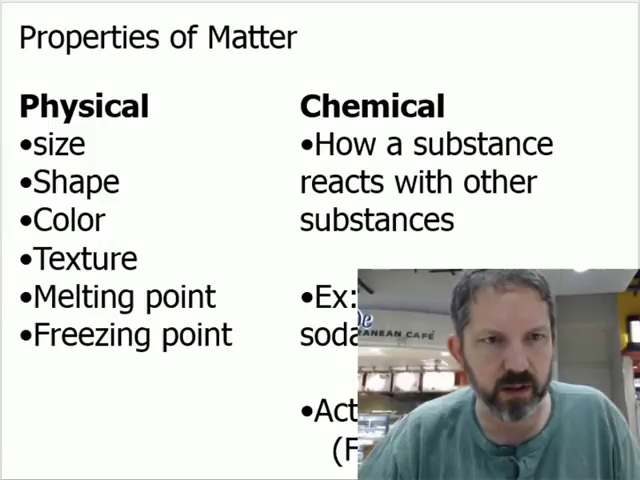 Properties of Matter
Physical
•size
•Shape
•Color
•Texture
•Melting point
•Freezing point
Chemical
•How a substance
reacts with other
substances
•Ex:
soda
•Act
(F
ANEAN CAFÉ